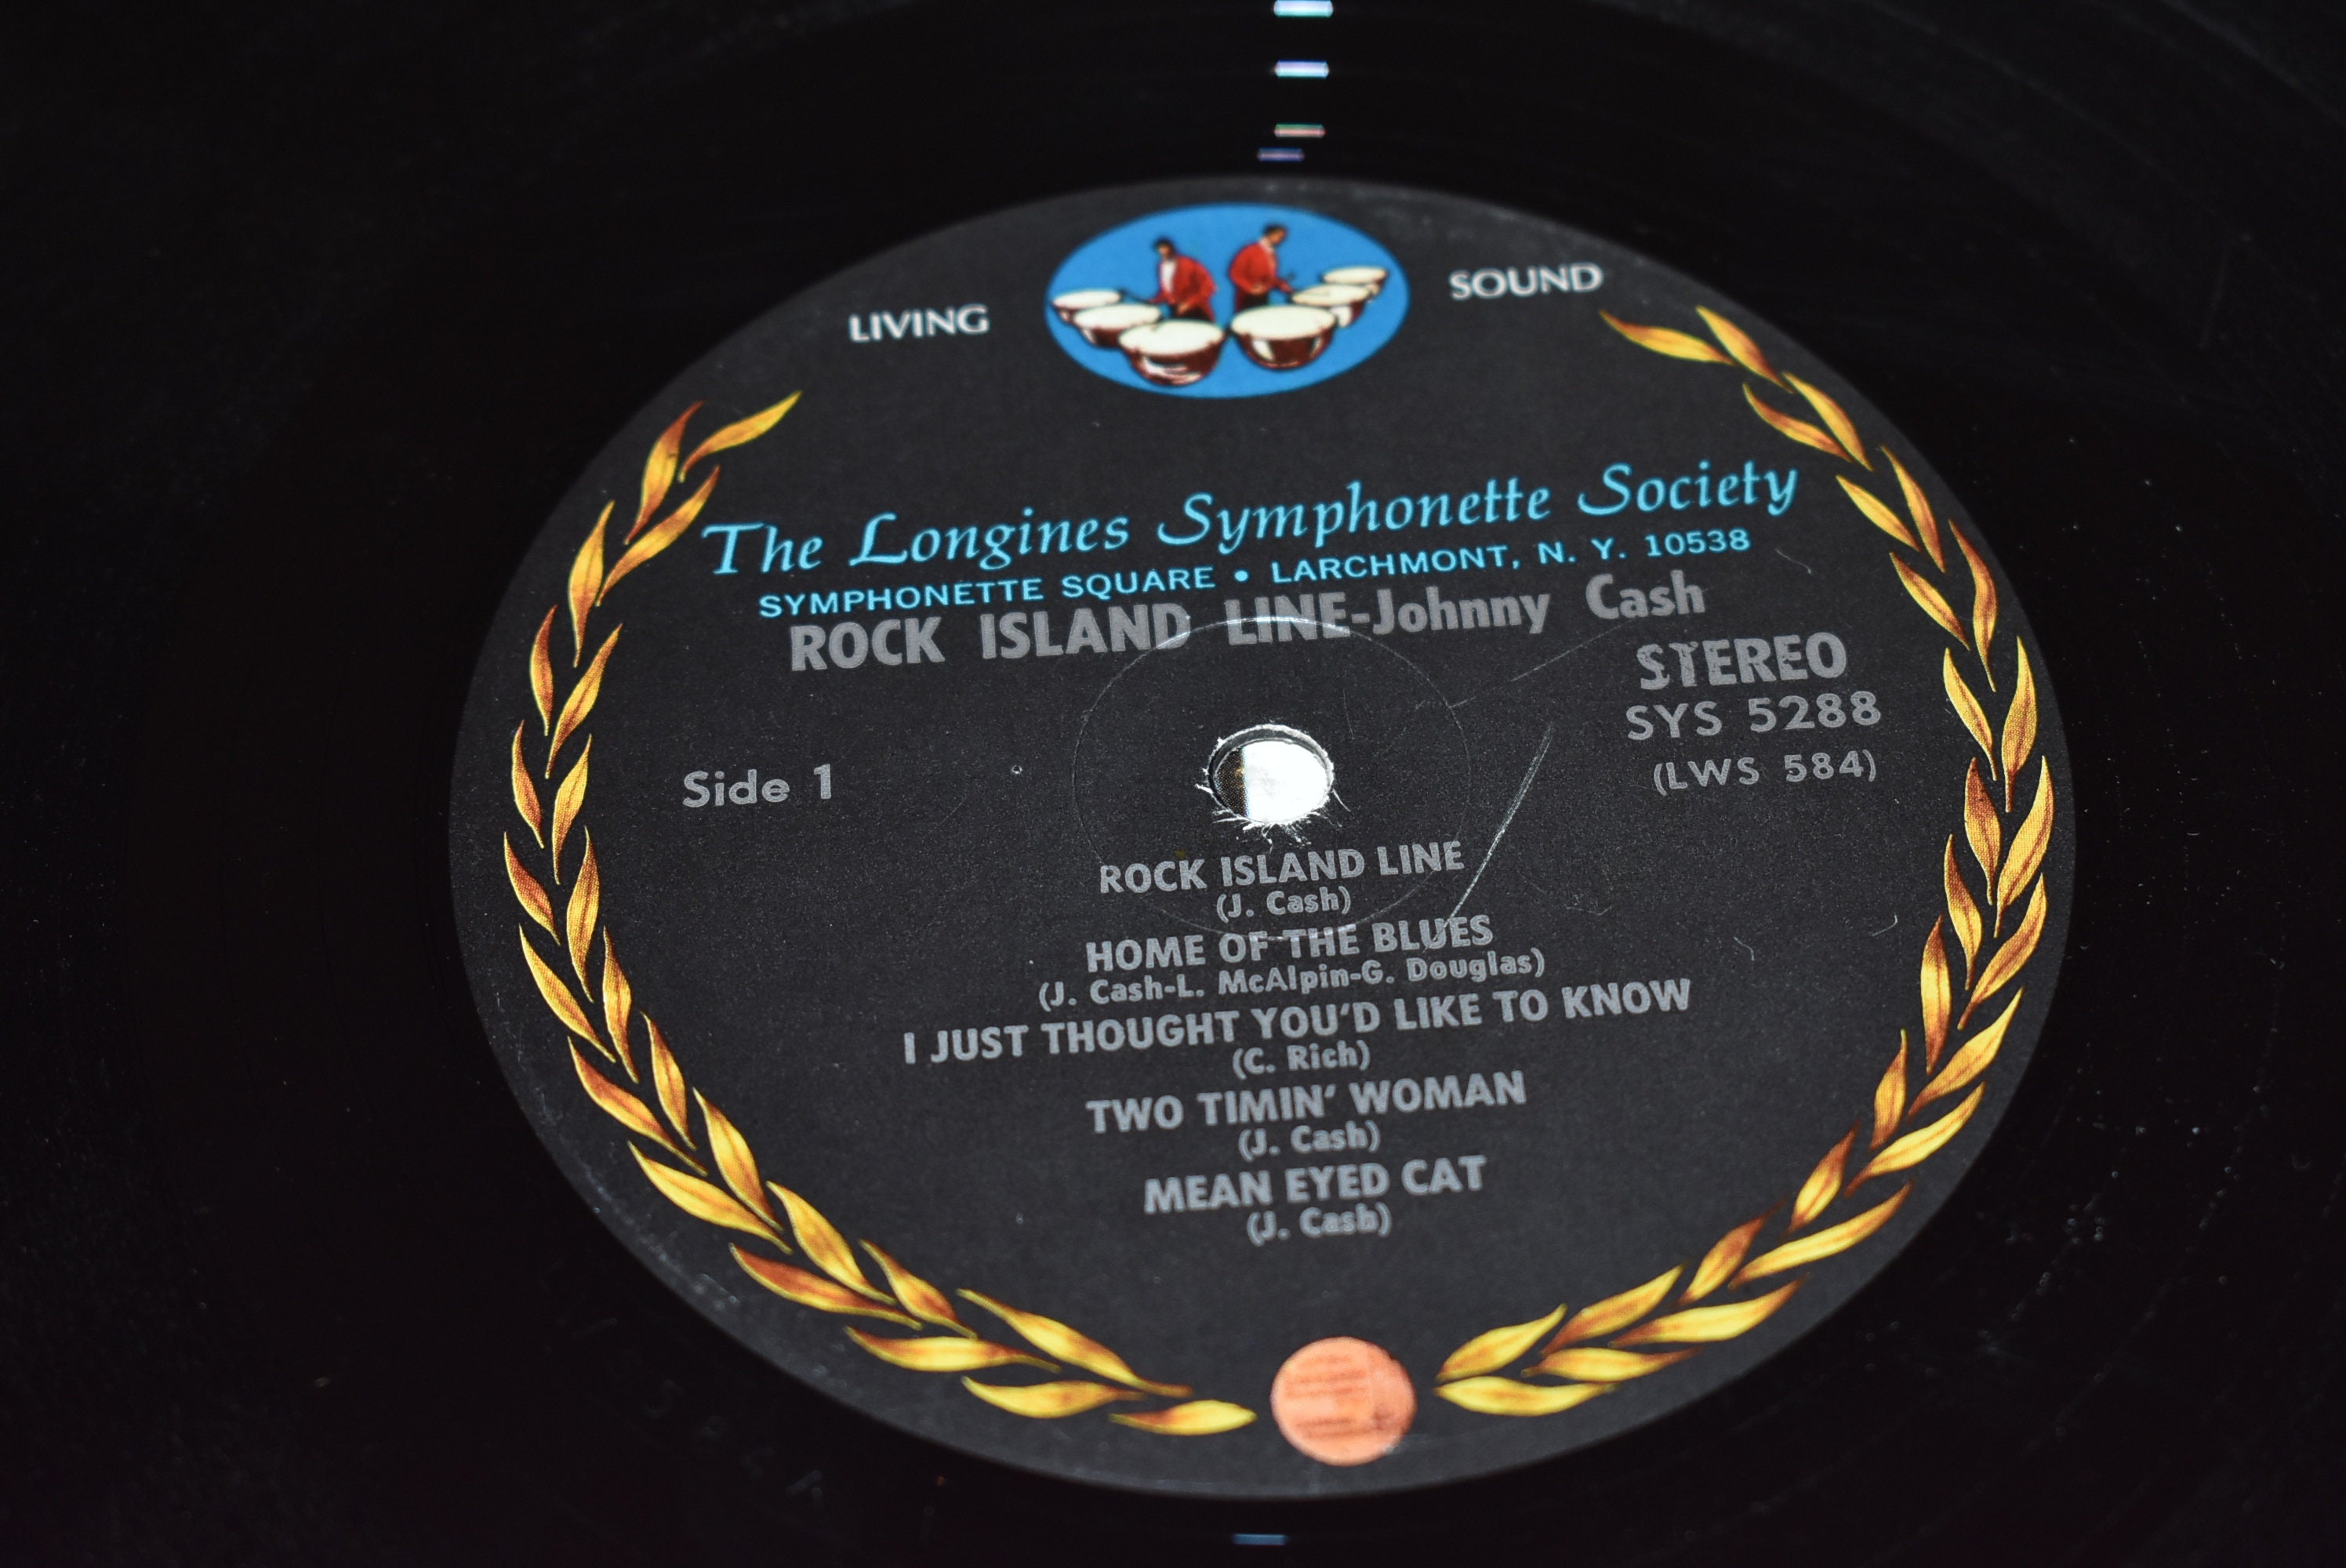 LIVING SOUND
The Longines Symphonette Society
SYMPHONETTE SQUARE • LARCHMONT, N. Y. 10538
ROCK ISLAND LINE-Johnny Cash
STEREO
SYS 5288
(LWS 584)
Side 1
ROCK ISLAND LINE
(J. Cash)
HOME OF THE BLUES
(J. Cash-L. McAlpin-G. Douglas)
I JUST THOUGHT YOU'D LIKE TO KNOW
(C. Rich)
TWO TIMIN' WOMAN
(J. Cash)
MEAN EYED CAT
(J. Cash)